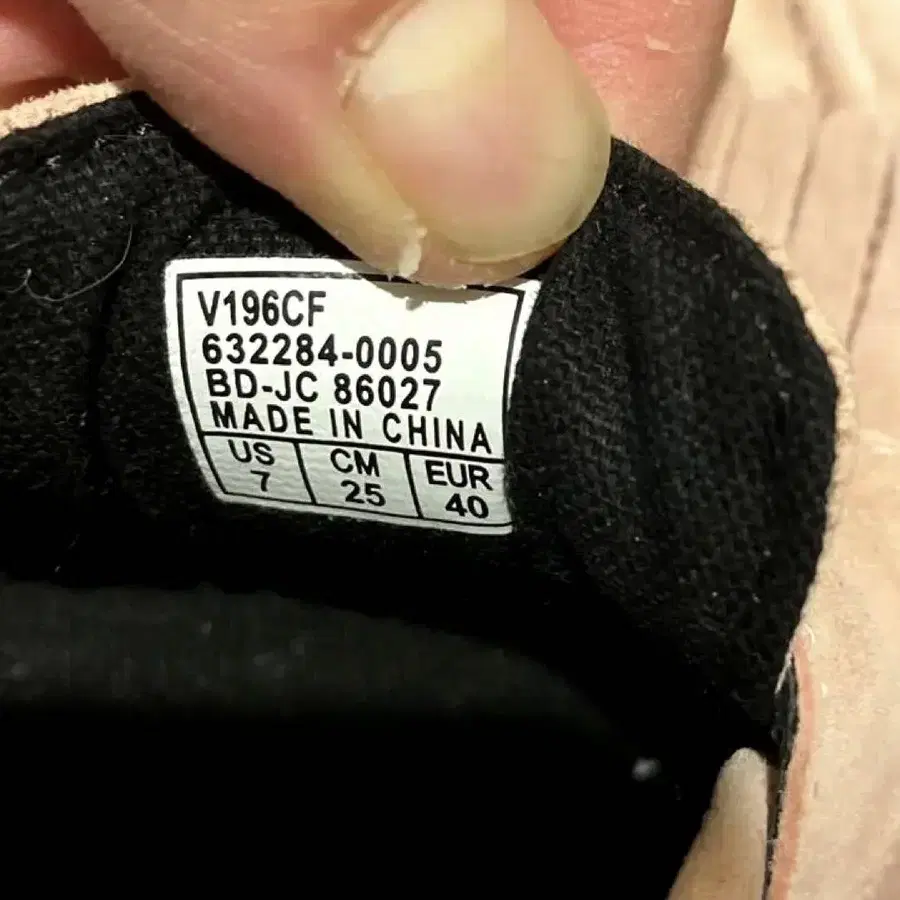 V196CF
632284-0005
BD-JC 86027
MADE IN CHINA
US CM EUR
7 25 40